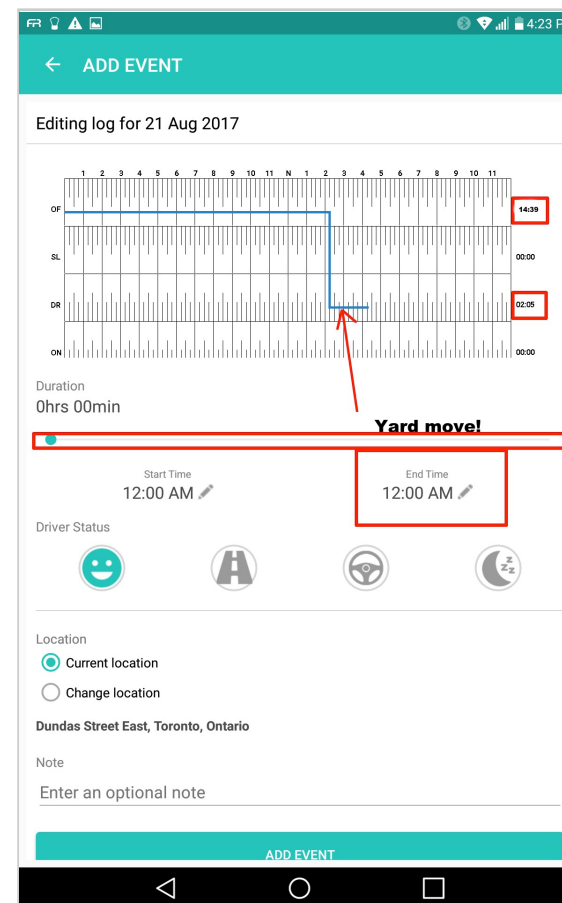 FR 4:23 P
ADD EVENT
Editing log for 21 Aug 2017
1 2 3 4 5 6 7 8 9 10 11 N 1 2 3 4 5 6 7 8 9 10 11
OF 14:39
SL 00:00
DR 02:05
ON 00:00
Duration
0hrs 00min
Yard move!
Start Time End Time
12:00 AM 12:00 AM
Driver Status
z z z
Location
Current location
Change location
Dundas Street East, Toronto, Ontario
Note
Enter an optional note
ADD EVENT